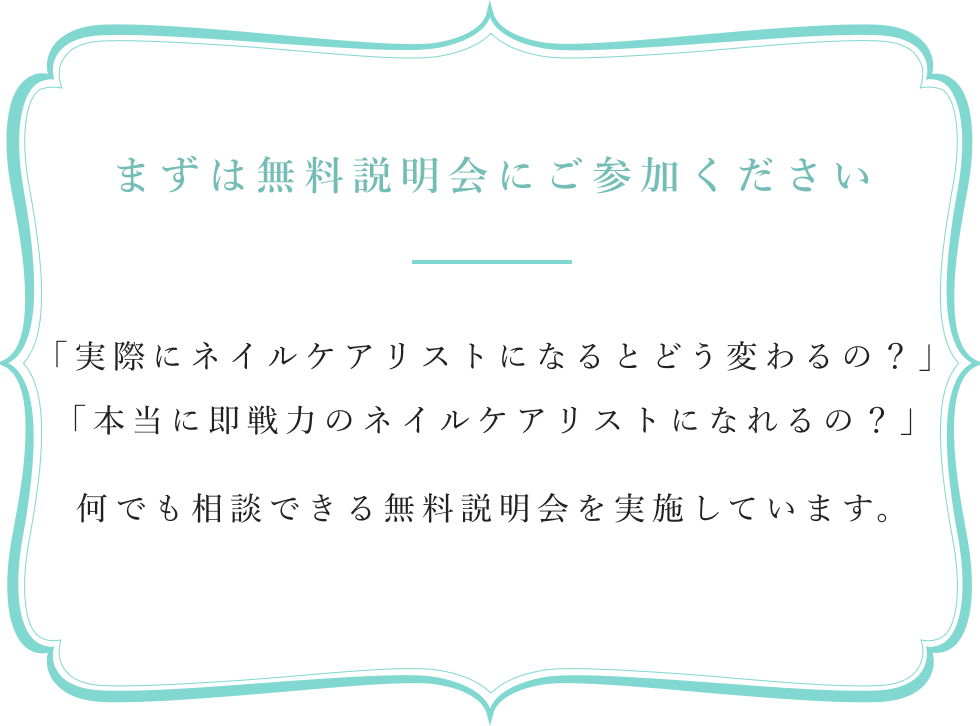 まずは無料説明会にご参加ください
「実際にネイルケアリストになるとどう変わるの？」
「本当に即戦力のネイルケアリストになれるの？」
何でも相談できる無料説明会を実施しています。